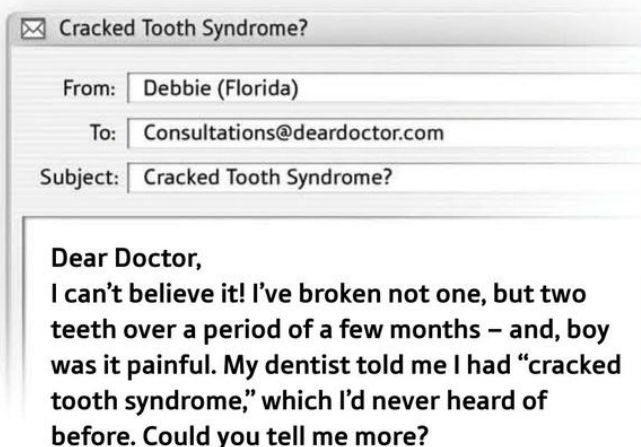 Cracked Tooth Syndrome?
From: Debbie (Florida)
To: Consultations@deardoctor.com
Subject: Cracked Tooth Syndrome?
Dear Doctor,
I can’t believe it! I’ve broken not one, but two
teeth over a period of a few months – and, boy
was it painful. My dentist told me I had “cracked
tooth syndrome,” which I’d never heard of
before. Could you tell me more?